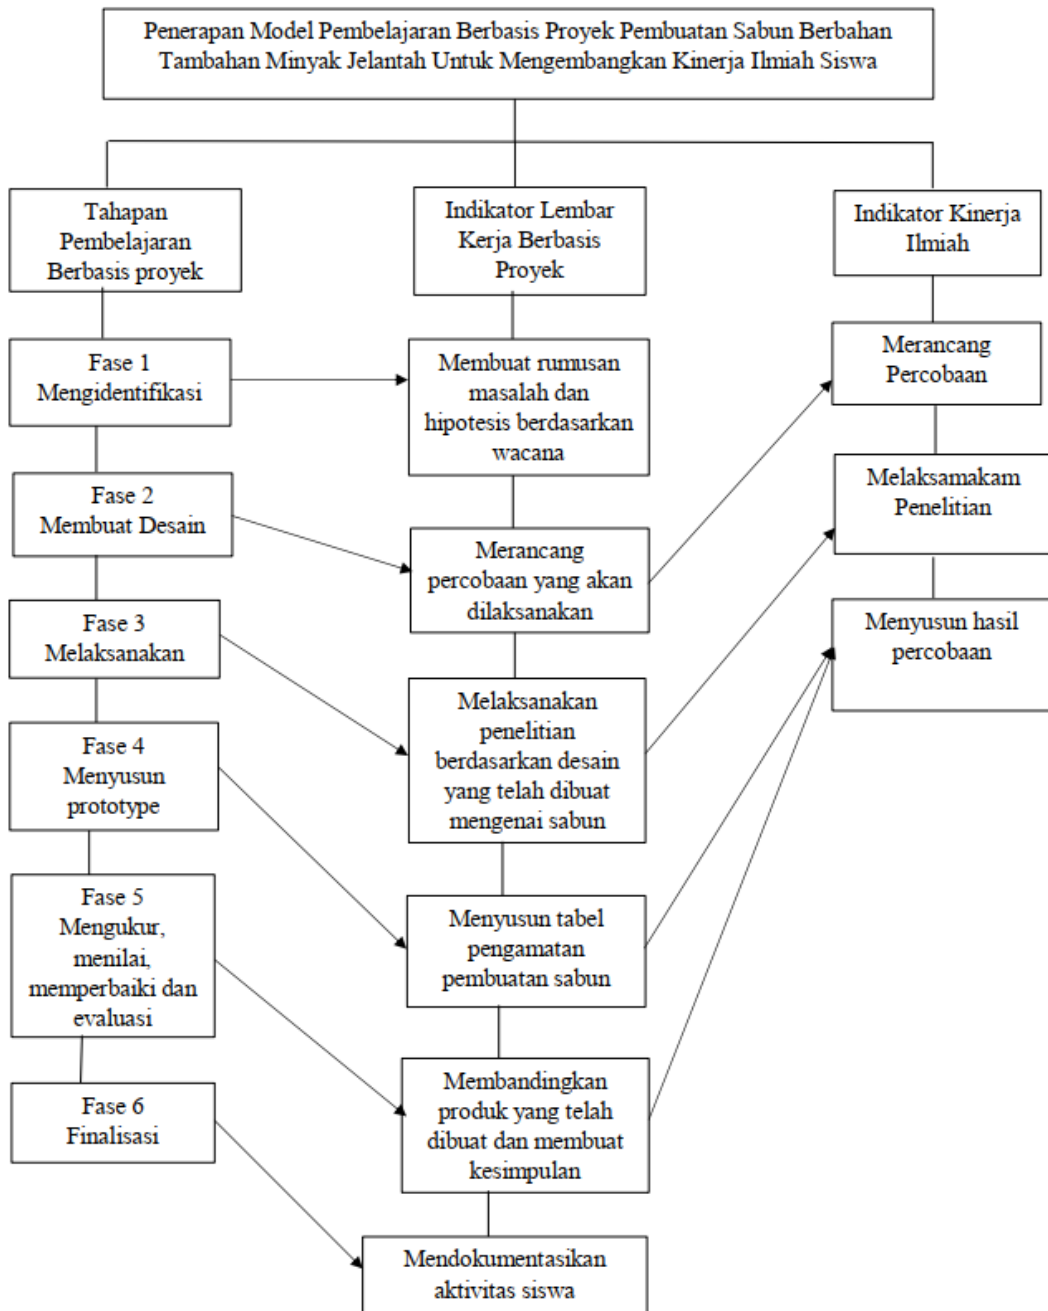 Penerapan Model Pembelajaran Berbasis Proyek Pembuatan Sabun Berbahan
Tambahan Minyak Jelantah Untuk Mengembangkan Kinerja Ilmiah Siswa
Tahapan
Pembelajaran
Berbasis proyek
Fase 1
Mengidentifikasi
Fase 2
Membuat Desain
Fase 3
Melaksanakan
Fase 4
Menyusun
prototype
Fase 5
Mengukur,
menilai,
memperbaiki dan
evaluasi
Fase 6
Finalisasi
Indikator Lembar
Kerja Berbasis
Proyek
Membuat rumusan
masalah dan
hipotesis berdasarkan
wacana
Merancang
percobaan yang akan
dilaksanakan
Melaksanakan
penelitian
berdasarkan desain
yang telah dibuat
mengenai sabun
Menyusun tabel
pengamatan
pembuatan sabun
Membandingkan
produk yang telah
dibuat dan membuat
kesimpulan
Mendokumentasikan
aktivitas siswa
Indikator Kinerja
Ilmiah
Merancang
Percobaan
Melaksamakam
Penelitian
Menyusun hasil
percobaan